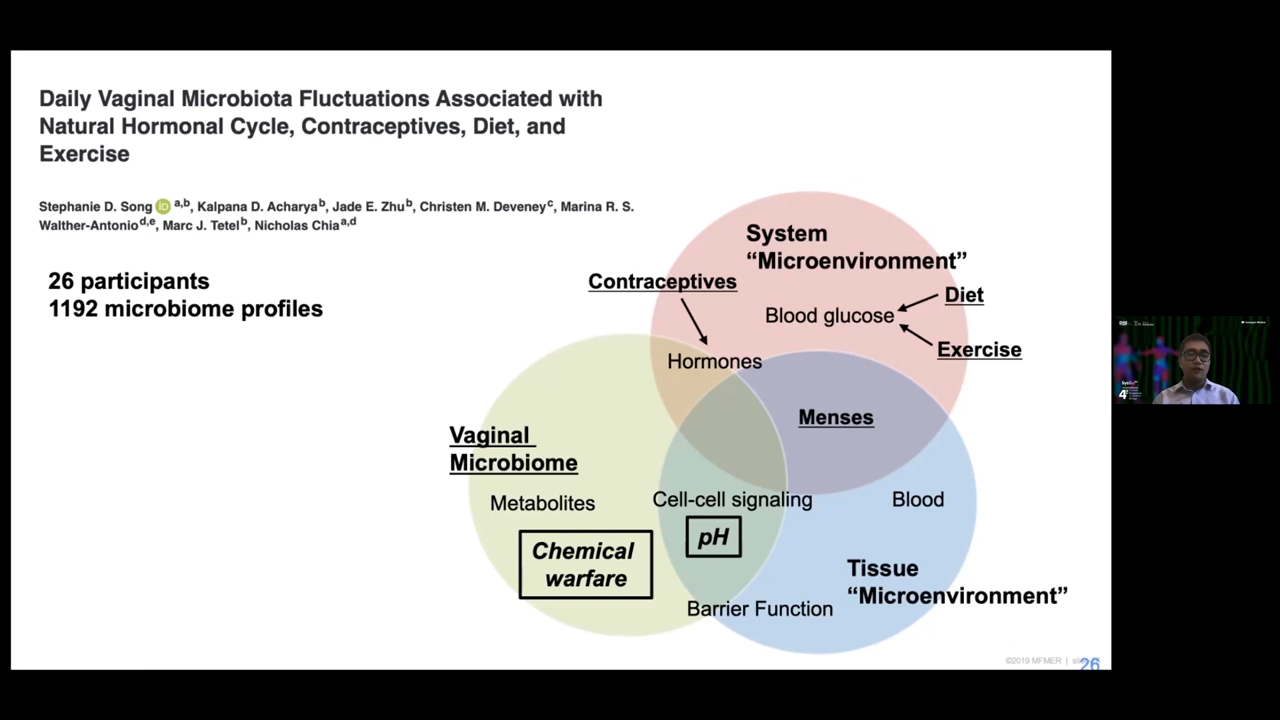 Daily Vaginal Microbiota Fluctuations Associated with
Natural Hormonal Cycle, Contraceptives, Diet, and
Exercise
Stephanie D. Song iD a,b, Kalpana D. Acharya b, Jade E. Zhu b, Christen M. Deveney c, Marina R. S.
Walther-Antonio d,e, Marc J. Tetel b, Nicholas Chia a,d
26 participants
1192 microbiome profiles
System
“Microenvironment”
Contraceptives
Diet
Blood glucose
Exercise
Hormones
Menses
Vaginal
Microbiome
Metabolites
Cell-cell signaling
Blood
pH
Chemical
warfare
Tissue
“Microenvironment”
Barrier Function
©2019 MFMER |
26